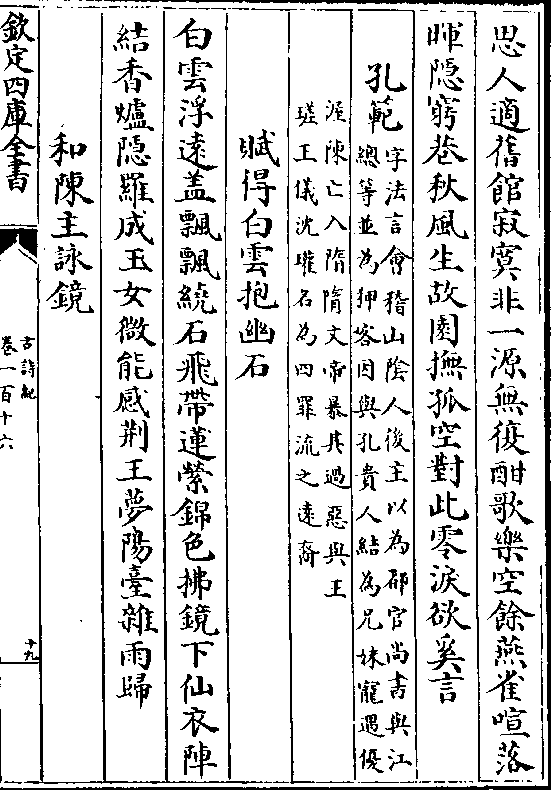 思人適舊館寂寞非一源無復酣歌樂空餘燕雀喧落
暉隐窮巷秋風生故園撫孤空對此零淚欲奚言
孔範
字法言會稽山陰人後主以為都官尚書與江
總等並為狎客因與孔貴人結為兄妹寵遇優
渥陳亡入隋隋文帝暴其過惡與王
瑳王儀沈瓘名為四罪流之逺裔
賦得白雲抱幽石
白雲浮逺盖飄飄繞石飛帶蓮縈錦色拂鏡下仙衣陣
結香爐隠羅成玉女微能感荆王夢陽臺雜雨歸
和陳主詠鏡
欽定四庫全書
古詩紀
卷一百十六
十九